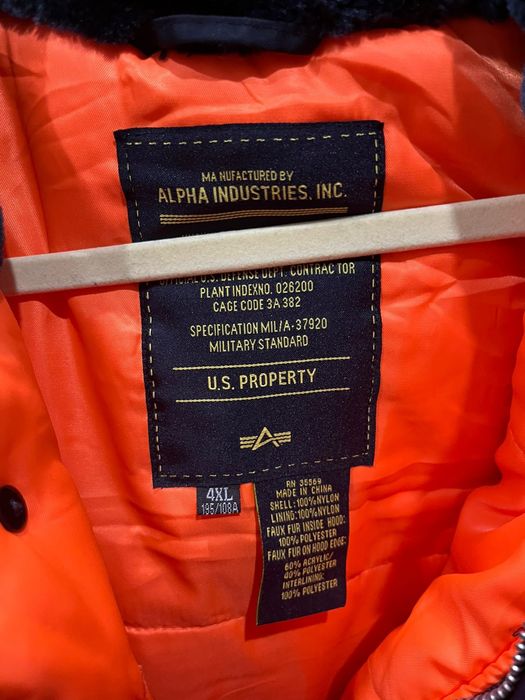 MANUFACTURED BY
ALPHA INDUSTRIES, INC.
OFFICIAL U.S. DEFENSE DEPT. CONTRACTOR
PLANT INDEXNO. 026200
CAGE CODE 3A 382
SPECIFICATION MIL/A-37920
MILITARY STANDARD
U.S. PROPERTY
4XL
195/108A
RN 35569
MADE IN CHINA
SHELL:100%NYLON
LINING:100%NYLON
FAUX FUR INSIDE HOOD:
100% POLYESTER
FAUX FUR ON HOOD EDGE:
60% ACRYLIC/
40% POLYESTER
INTERLINING:
100% POLYESTER